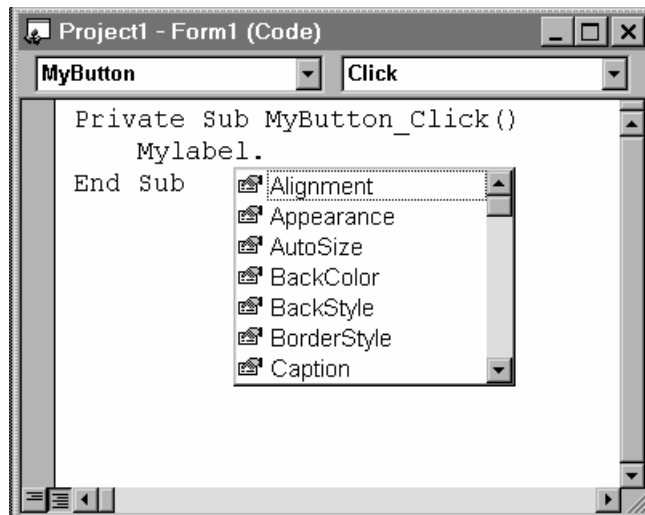 Project1 - Form1 (Code)
MyButton Click
Private Sub MyButton_Click()
Mylabel.
End Sub
Alignment
Appearance
AutoSize
BackColor
BackStyle
BorderStyle
Caption